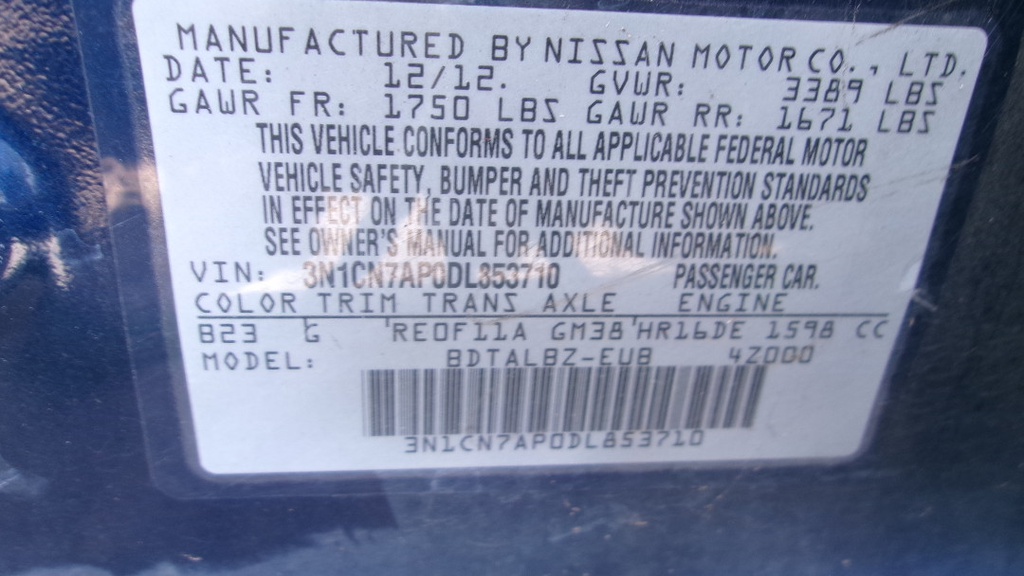 MANUFACTURED BY NISSAN MOTOR CO., LTD.
DATE: 12/12. GVWR: 3389 LBS
GAWR FR: 1750 LBS GAWR RR: 1671 LBS
THIS VEHICLE CONFORMS TO ALL APPLICABLE FEDERAL MOTOR
VEHICLE SAFETY, BUMPER AND THEFT PREVENTION STANDARDS
IN EFFECT ON THE DATE OF MANUFACTURE SHOWN ABOVE.
SEE OWNER'S MANUAL FOR ADDITIONAL INFORMATION.
VIN: 3N1CN7AP0DL853710 PASSENGER CAR.
COLOR TRIM TRANS AXLE ENGINE
B23 G REOF11A GM38 HR16DE 1598 CC
MODEL: BDTALBZ-EUB 4Z000
3N1CN7AP0DL853710